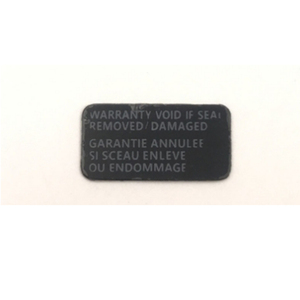 WARRANTY VOID IF SEAL
REMOVED/DAMAGED
GARANTIE ANNULEE
SI SCEAU ENLEVE
OU ENDOMMAGE